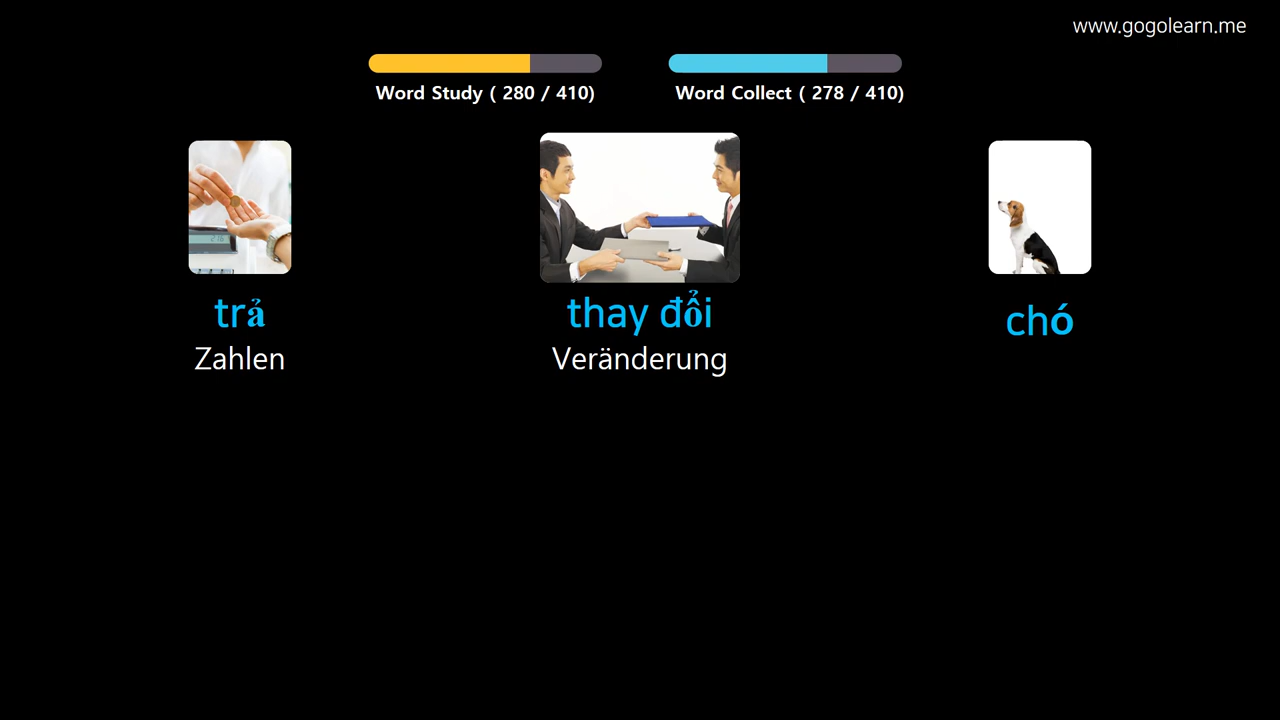 www.gogolearn.me
Word Study ( 280 / 410)
Word Collect ( 278 / 410)
trả
Zahlen
thay đổi
Veränderung
chó